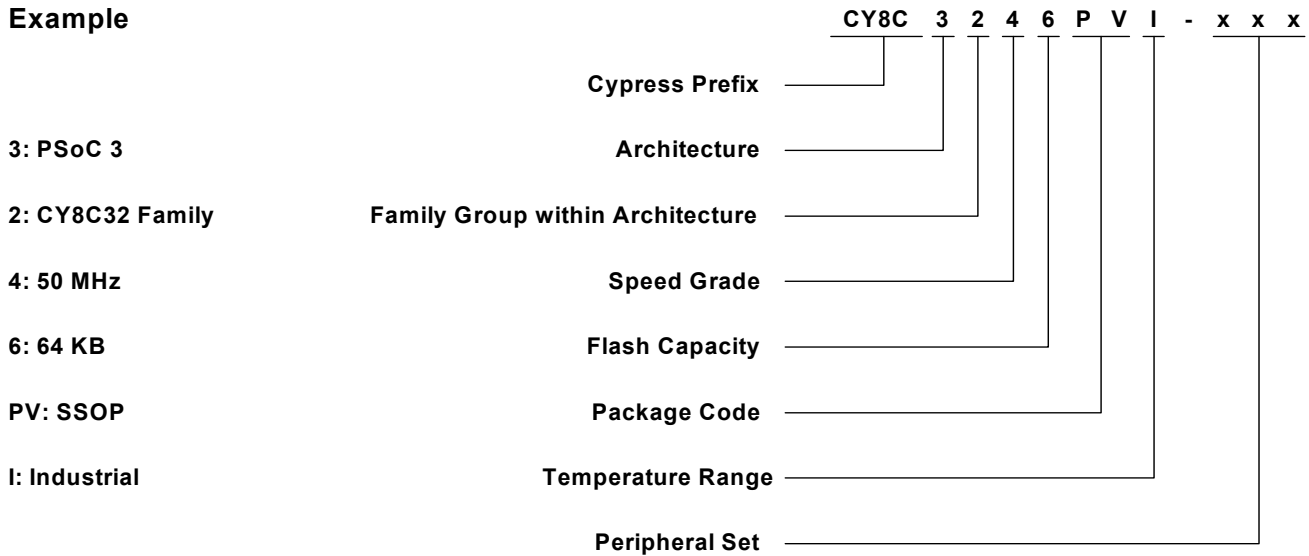 Example CY8C 3 2 4 6 P V I - x x x
Cypress Prefix
3: PSoC 3 Architecture
2: CY8C32 Family Family Group within Architecture
4: 50 MHz Speed Grade
6: 64 KB Flash Capacity
PV: SSOP Package Code
I: Industrial Temperature Range
Peripheral Set